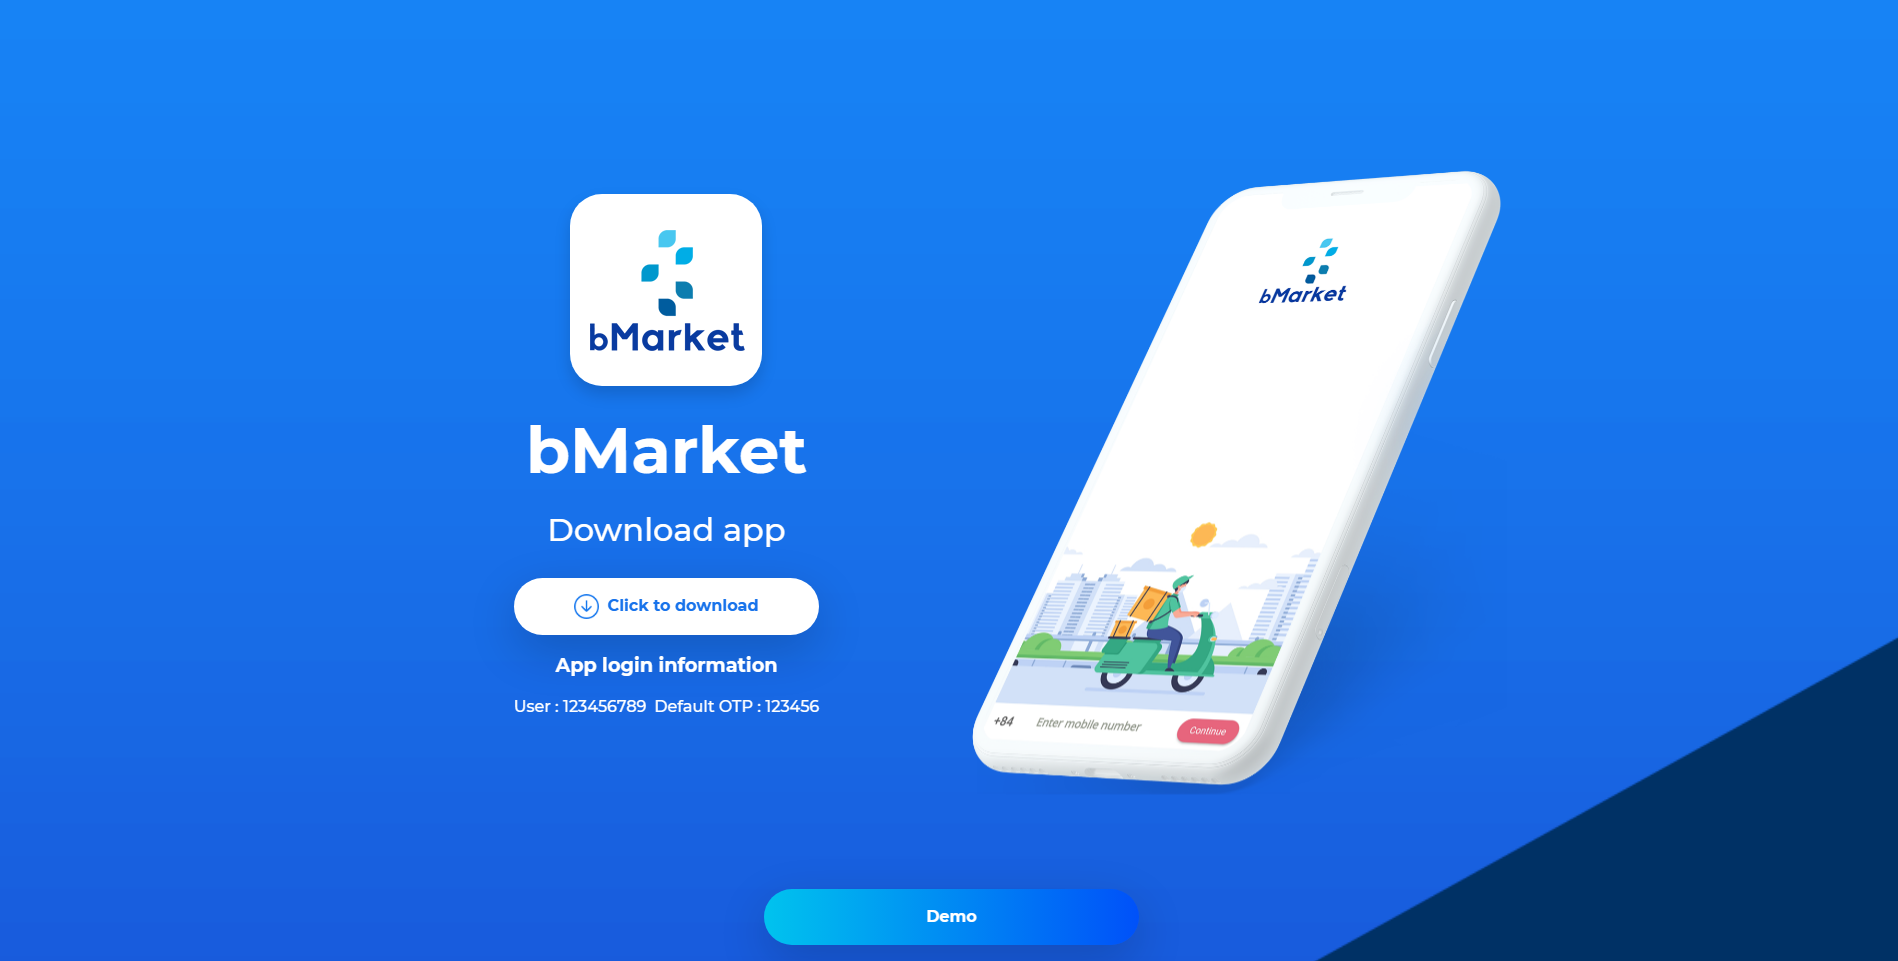 bMarket
bMarket
Download app
Click to download
App login information
User : 123456789  Default OTP : 123456
bMarket
+84 Enter mobile number Continue
Demo